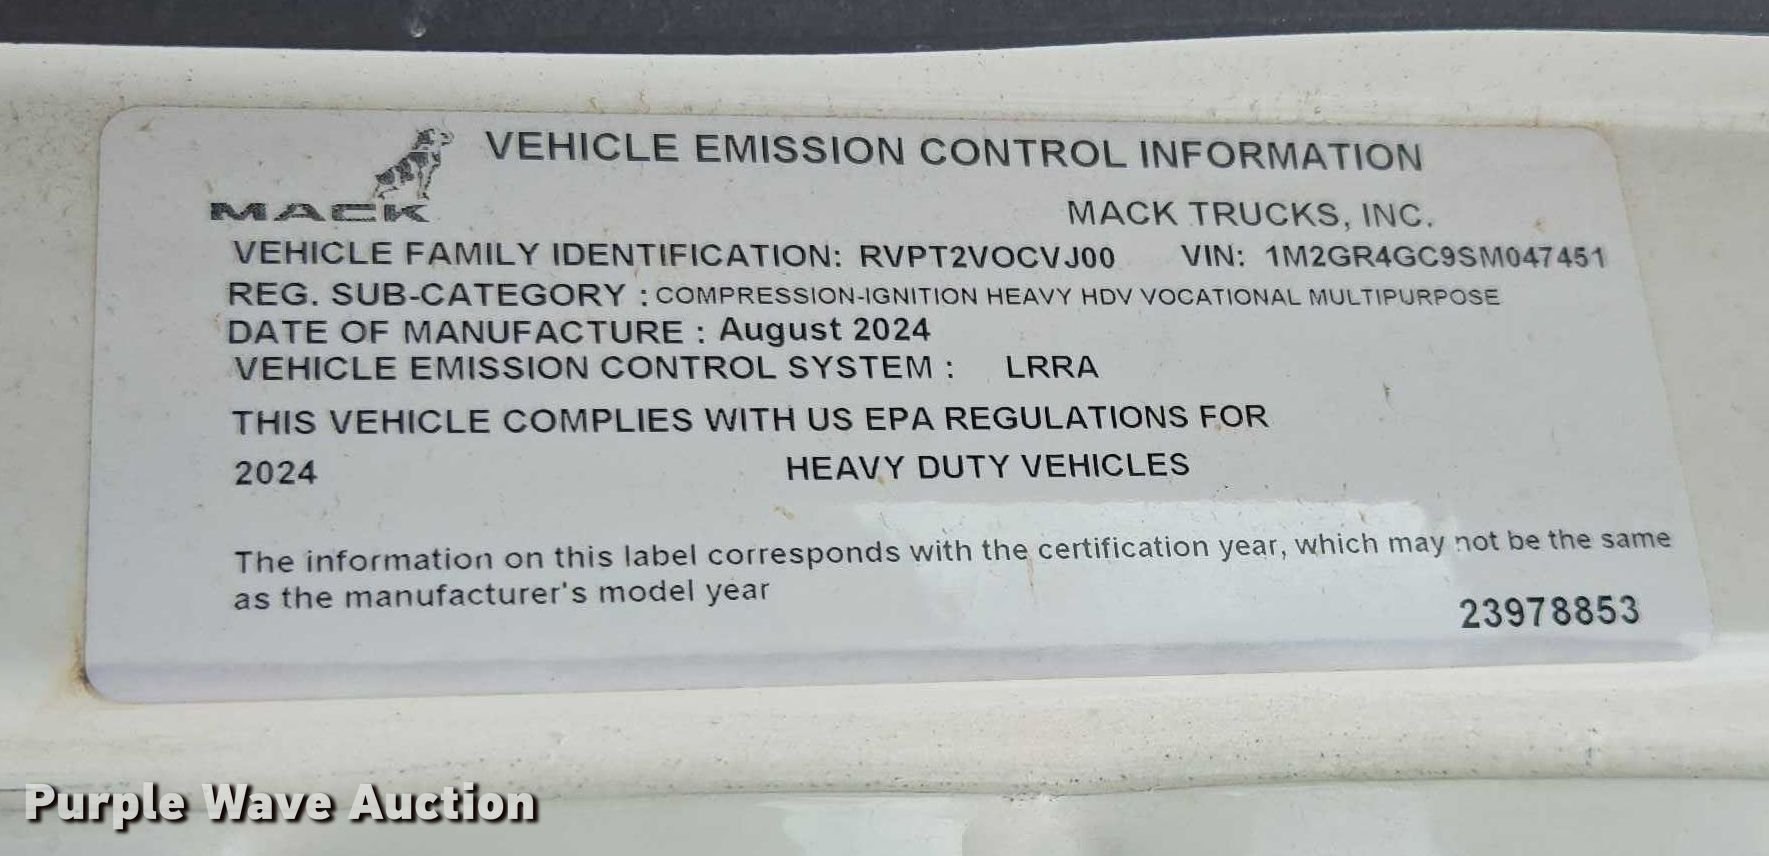 VEHICLE EMISSION CONTROL INFORMATION
MACK
MACK TRUCKS, INC.
VEHICLE FAMILY IDENTIFICATION: RVPT2VOCVJ00 VIN: 1M2GR4GC9SM047451
REG. SUB-CATEGORY : COMPRESSION-IGNITION HEAVY HDV VOCATIONAL MULTIPURPOSE
DATE OF MANUFACTURE : August 2024
VEHICLE EMISSION CONTROL SYSTEM : LRRA
THIS VEHICLE COMPLIES WITH US EPA REGULATIONS FOR
2024 HEAVY DUTY VEHICLES
The information on this label corresponds with the certification year, which may not be the same
as the manufacturer's model year
23978853
Purple Wave Auction